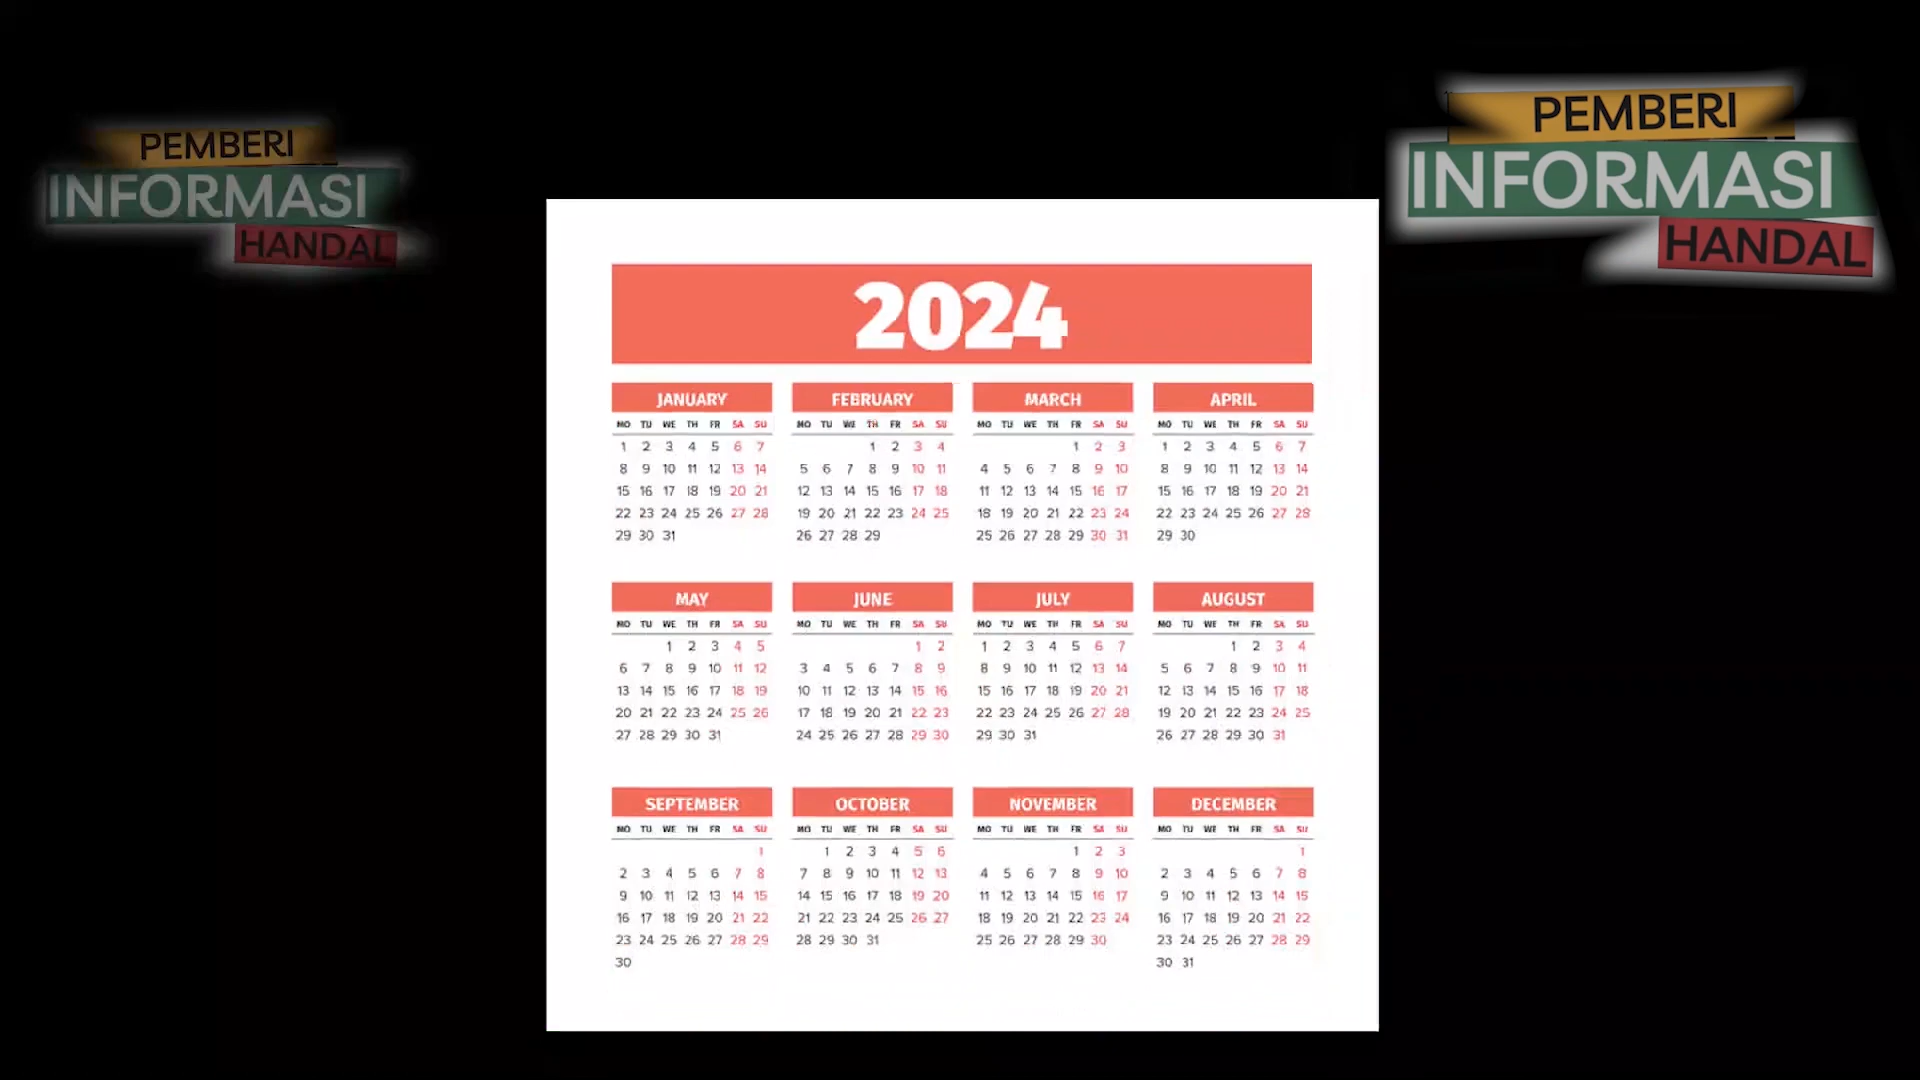 PEMBERI
INFORMASI
HANDAL
PEMBERI
INFORMASI
HANDAL
2024
JANUARY
MO TU WE TH FR SA SU
1 2 3 4 5 6 7
8 9 10 11 12 13 14
15 16 17 18 19 20 21
22 23 24 25 26 27 28
29 30 31
FEBRUARY
MO TU WE TH FR SA SU
1 2 3 4
5 6 7 8 9 10 11
12 13 14 15 16 17 18
19 20 21 22 23 24 25
26 27 28 29
MARCH
MO TU WE TH FR SA SU
1 2 3
4 5 6 7 8 9 10
11 12 13 14 15 16 17
18 19 20 21 22 23 24
25 26 27 28 29 30 31
APRIL
MO TU WE TH FR SA SU
1 2 3 4 5 6 7
8 9 10 11 12 13 14
15 16 17 18 19 20 21
22 23 24 25 26 27 28
29 30
MAY
MO TU WE TH FR SA SU
1 2 3 4 5
6 7 8 9 10 11 12
13 14 15 16 17 18 19
20 21 22 23 24 25 26
27 28 29 30 31
JUNE
MO TU WE TH FR SA SU
1 2
3 4 5 6 7 8 9
10 11 12 13 14 15 16
17 18 19 20 21 22 23
24 25 26 27 28 29 30
JULY
MO TU WE TH FR SA SU
1 2 3 4 5 6 7
8 9 10 11 12 13 14
15 16 17 18 19 20 21
22 23 24 25 26 27 28
29 30 31
AUGUST
MO TU WE TH FR SA SU
1 2 3 4
5 6 7 8 9 10 11
12 13 14 15 16 17 18
19 20 21 22 23 24 25
26 27 28 29 30 31
SEPTEMBER
MO TU WE TH FR SA SU
1
2 3 4 5 6 7 8
9 10 11 12 13 14 15
16 17 18 19 20 21 22
23 24 25 26 27 28 29
30
OCTOBER
MO TU WE TH FR SA SU
1 2 3 4 5 6
7 8 9 10 11 12 13
14 15 16 17 18 19 20
21 22 23 24 25 26 27
28 29 30 31
NOVEMBER
MO TU WE TH FR SA SU
1 2 3
4 5 6 7 8 9 10
11 12 13 14 15 16 17
18 19 20 21 22 23 24
25 26 27 28 29 30
DECEMBER
MO TU WE TH FR SA SU
1
2 3 4 5 6 7 8
9 10 11 12 13 14 15
16 17 18 19 20 21 22
23 24 25 26 27 28 29
30 31